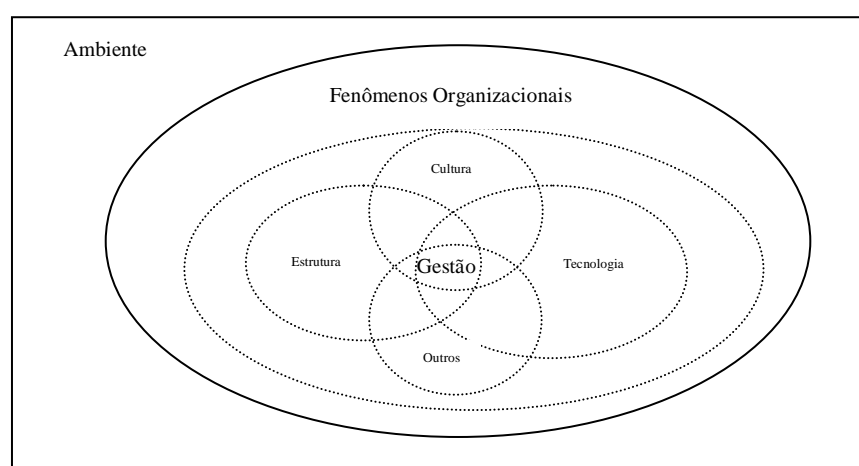 Ambiente
Fenômenos Organizacionais
Cultura
Estrutura
Gestão
Tecnologia
Outros